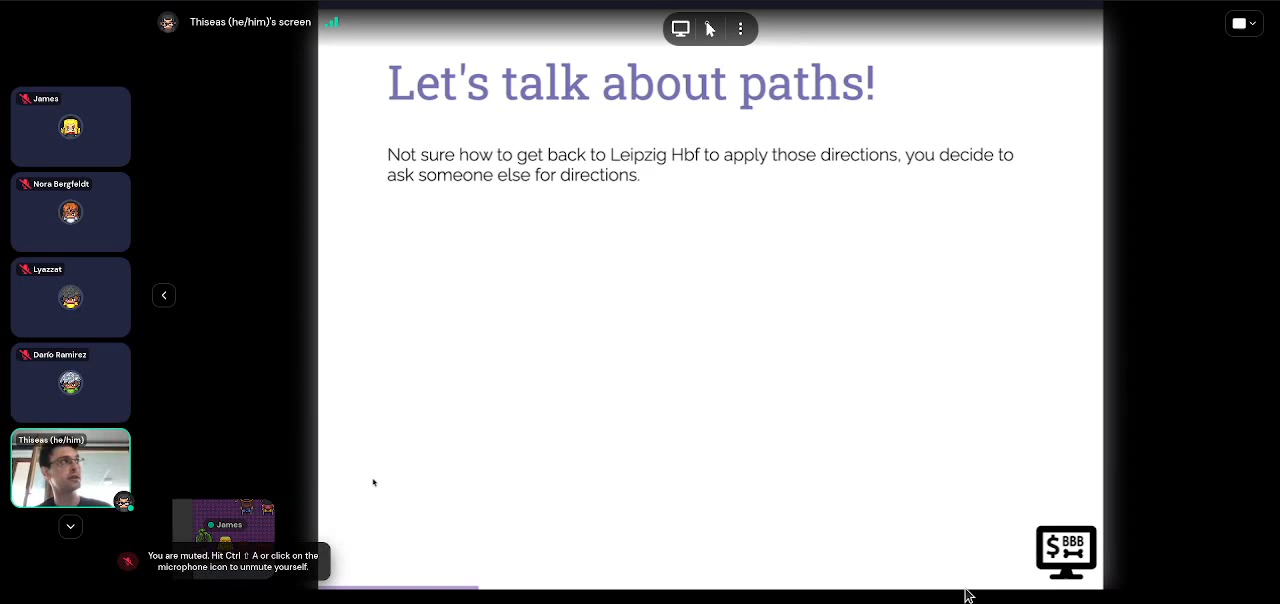 Thiseas (he/him)'s screen
Let's talk about paths!
Not sure how to get back to Leipzig Hbf to apply those directions, you decide to
ask someone else for directions.
James
Nora Bergfeldt
Lyazzat
Darío Ramirez
Thiseas (he/him)
James
You are muted. Hit Ctrl ⇧ A or click on the
microphone icon to unmute yourself.
$ BBB